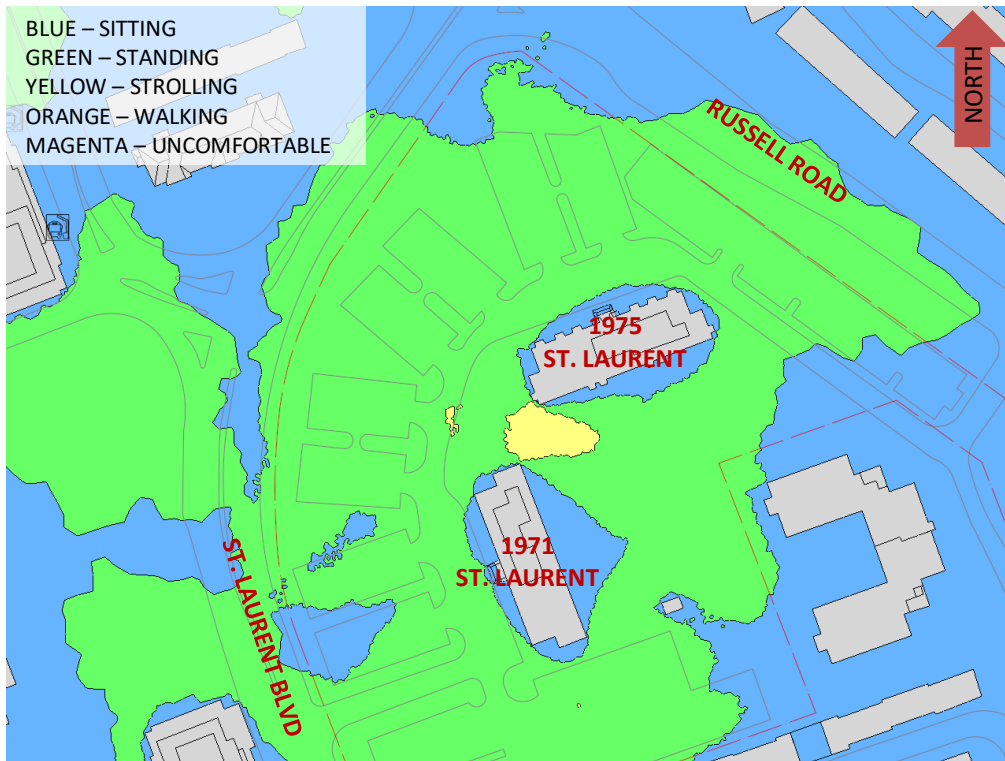 BLUE – SITTING
GREEN – STANDING
YELLOW – STROLLING
ORANGE – WALKING
MAGENTA – UNCOMFORTABLE
NORTH
RUSSELL ROAD
1975
ST. LAURENT
1971
ST. LAURENT
ST. LAURENT BLVD